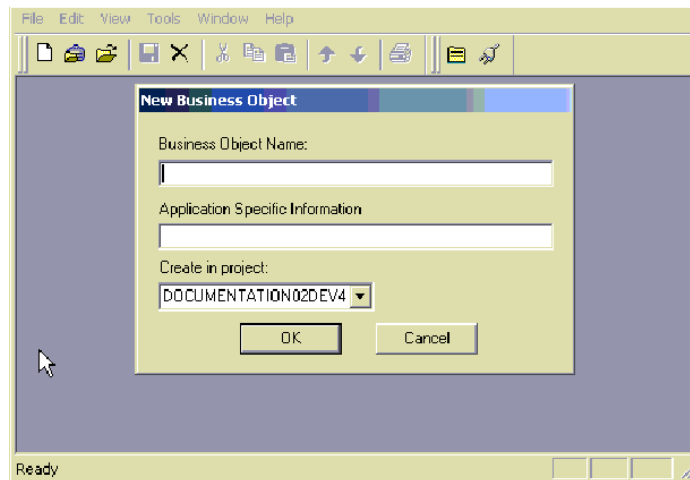 File Edit View Tools Window Help
New Business Object
Business Object Name:
Application Specific Information
Create in project:
DOCUMENTATION02DEV4
OK Cancel
Ready